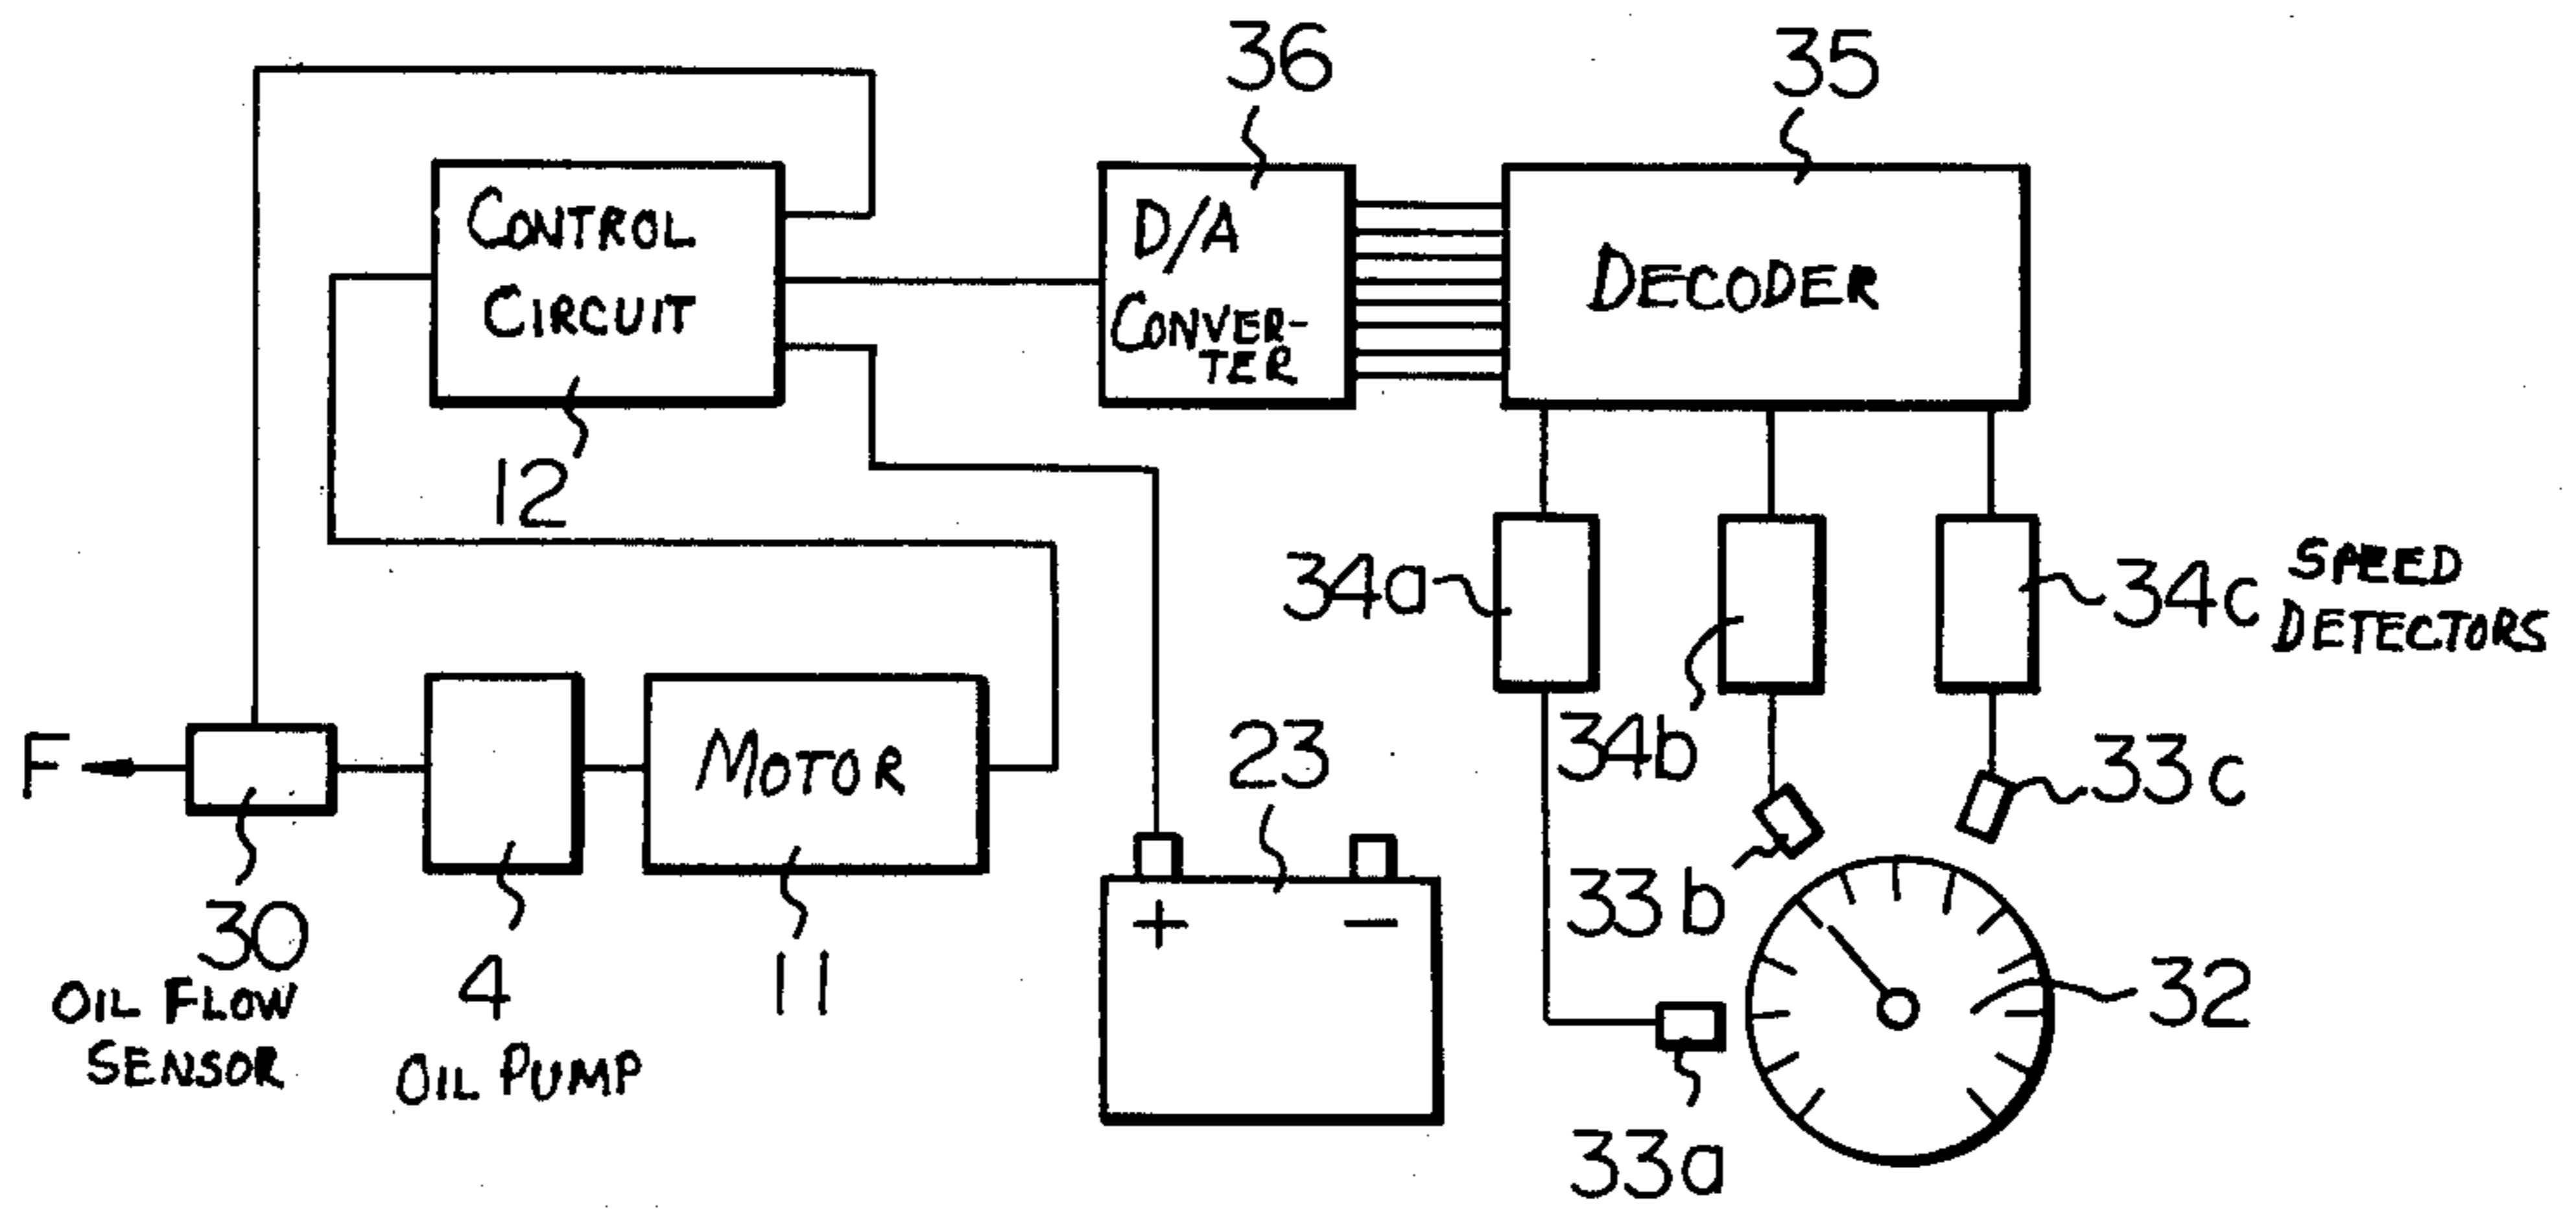 36
35
CONTROL
CIRCUIT
12
D/A
CONVER-
TER
DECODER
34a
34b
34c
SPEED
DETECTORS
F
MOTOR
23
33c
33b
30
OIL FLOW
SENSOR
4
OIL PUMP
11
+ −
32
33a